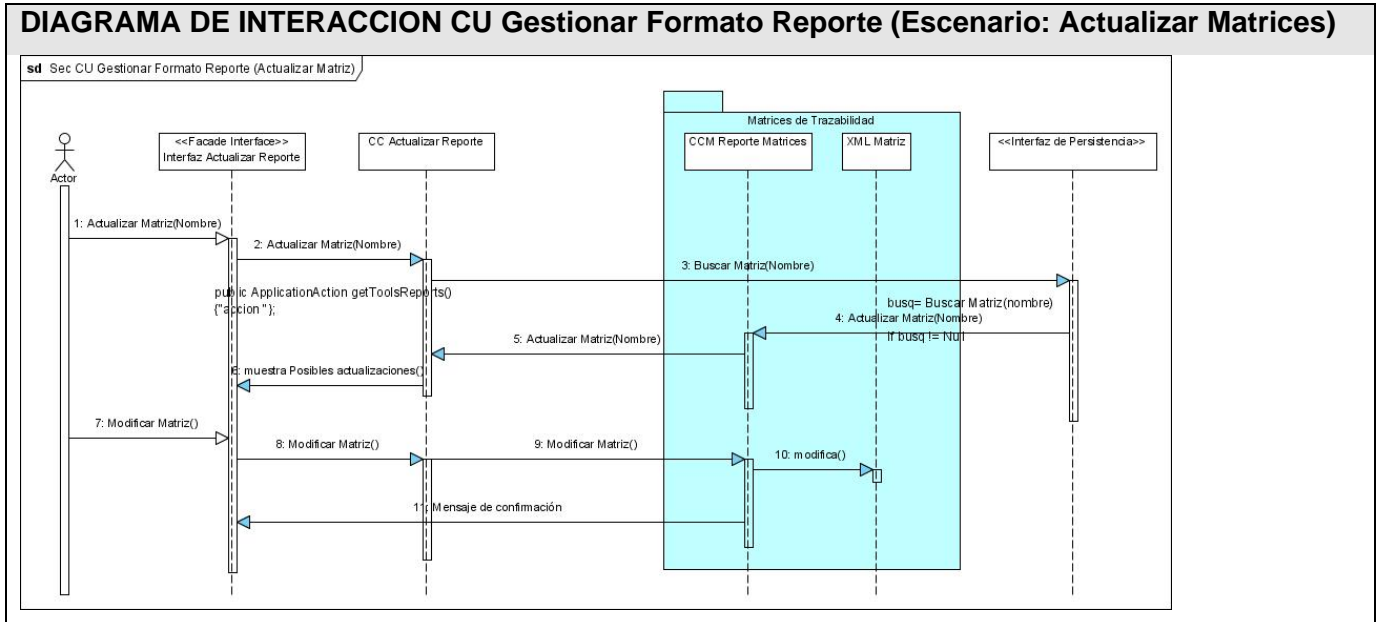 DIAGRAMA DE INTERACCION CU Gestionar Formato Reporte (Escenario: Actualizar Matrices)
sd Sec CU Gestionar Formato Reporte (Actualizar Matriz)
Matrices de Trazabilidad
<<Facade Interface>>
Interfaz Actualizar Reporte
CC Actualizar Reporte
CCM Reporte Matrices
XML Matriz
<<Interfaz de Persistencia>>
Actor
1: Actualizar Matriz(Nombre)
2: Actualizar Matriz(Nombre)
3: Buscar Matriz(Nombre)
public ApplicationAction getToolsReports()
{"accion "};
busq= Buscar Matriz(nombre)
4: Actualizar Matriz(Nombre)
If busq != Null
5: Actualizar Matriz(Nombre)
6: muestra Posibles actualizaciones()
7: Modificar Matriz()
8: Modificar Matriz()
9: Modificar Matriz()
10: modifica()
11: Mensaje de confirmación